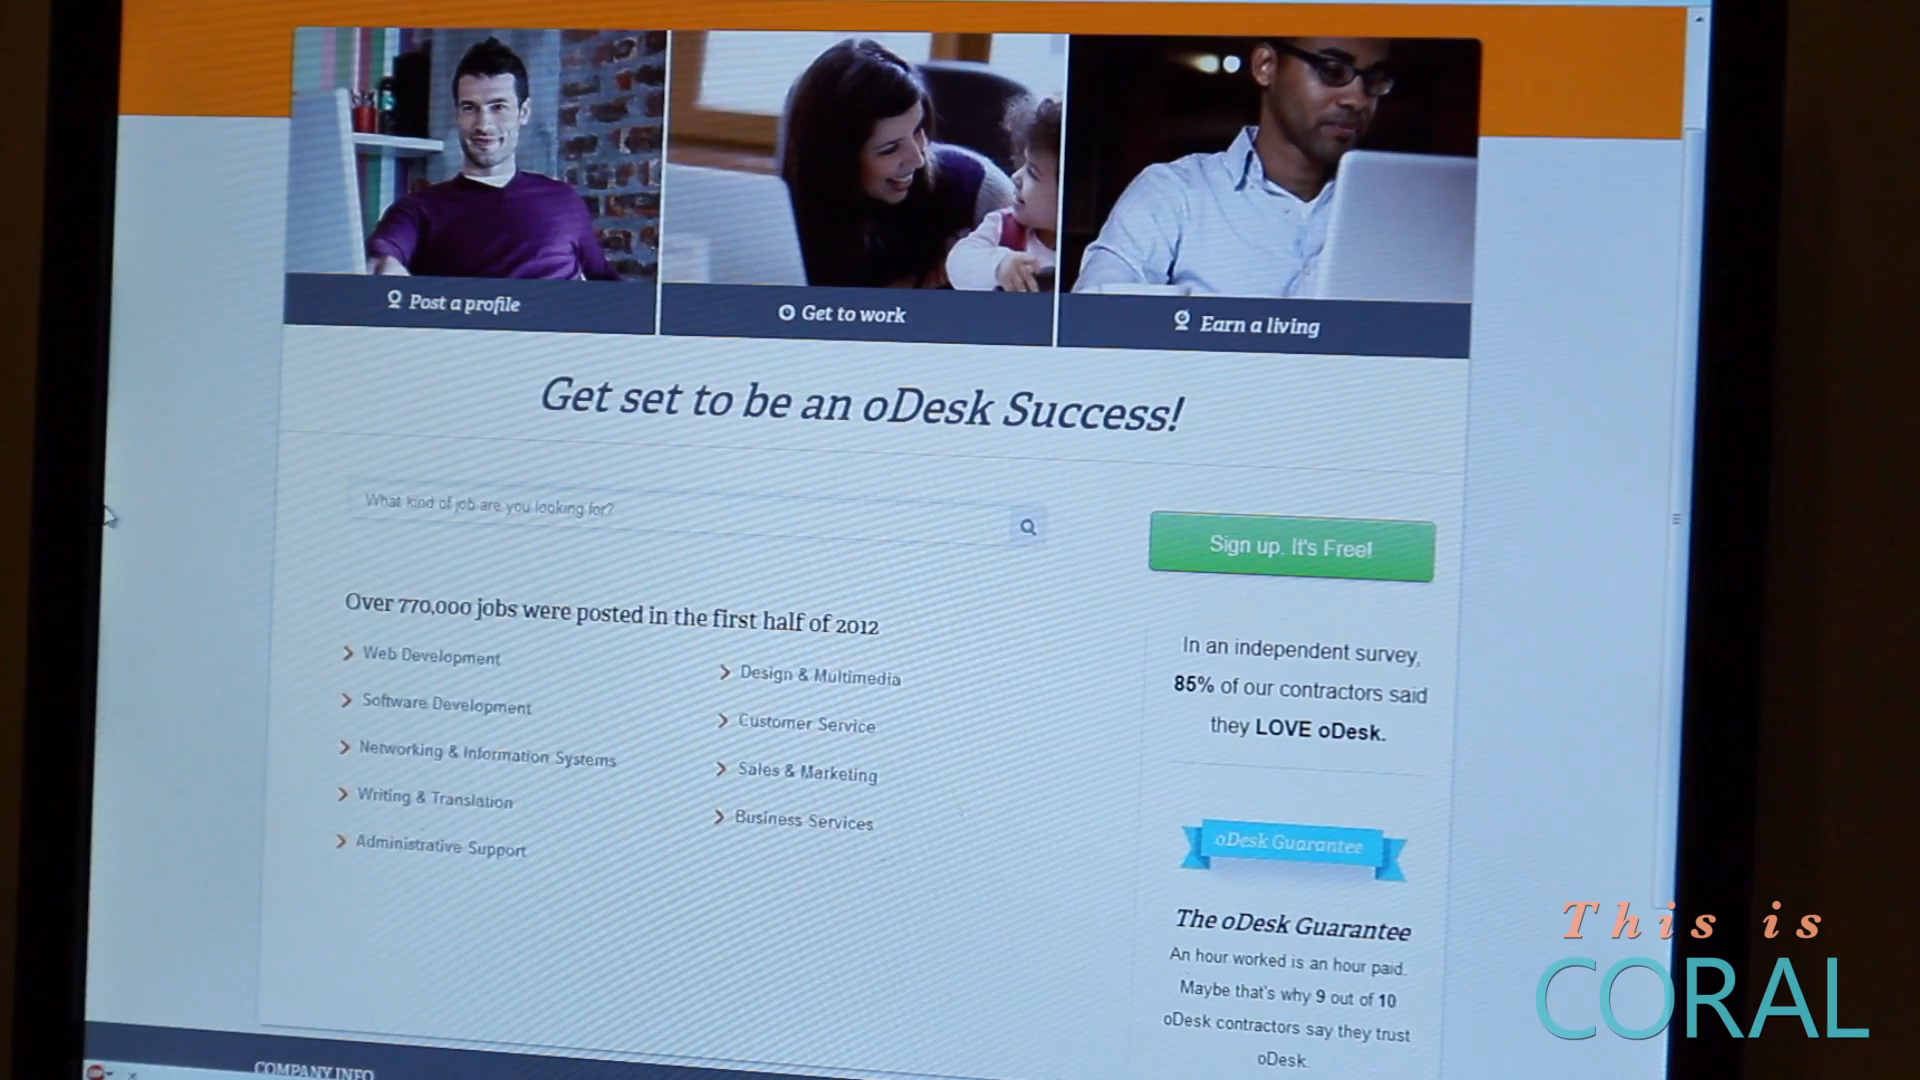 Post a profile
Get to work
Earn a living
Get set to be an oDesk Success!
What kind of job are you looking for?
Sign up. It's Free!
Over 770,000 jobs were posted in the first half of 2012
Web Development
Software Development
Networking & Information Systems
Writing & Translation
Administrative Support
Design & Multimedia
Customer Service
Sales & Marketing
Business Services
In an independent survey,
85% of our contractors said
they LOVE oDesk.
oDesk Guarantee
The oDesk Guarantee
An hour worked is an hour paid.
Maybe that's why 9 out of 10
oDesk contractors say they trust
oDesk.
COMPANY INFO
This is
CORAL